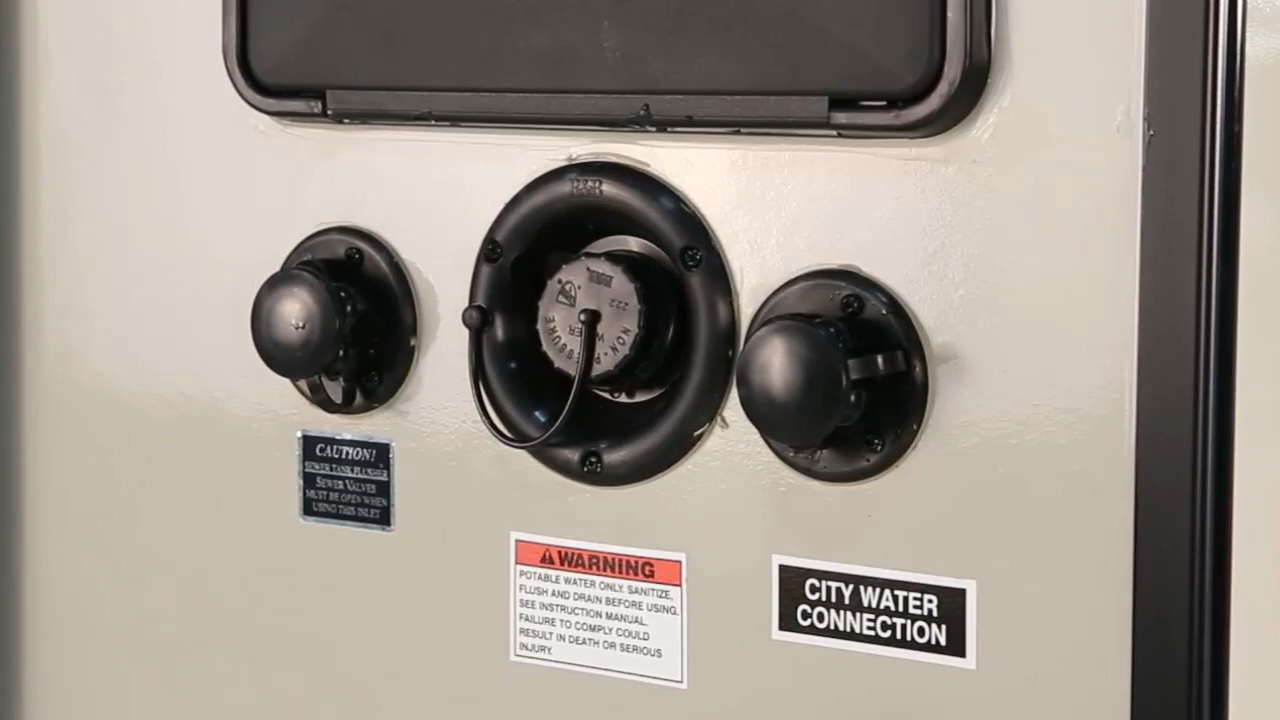 CAUTION!
SEWER TANK FLUSHER
SEWER VALVES
MUST BE OPEN WHEN
USING THIS INLET
222
NON-PRESSURE
WARNING
POTABLE WATER ONLY. SANITIZE,
FLUSH AND DRAIN BEFORE USING.
SEE INSTRUCTION MANUAL.
FAILURE TO COMPLY COULD
RESULT IN DEATH OR SERIOUS
INJURY.
CITY WATER
CONNECTION